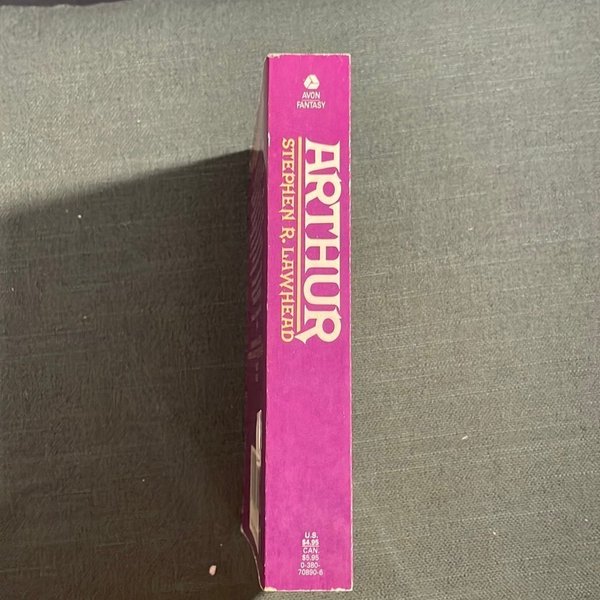 AVON
FANTASY
ARTHUR
STEPHEN R. LAWHEAD
U.S.
$4.95
CAN.
$5.95
0-380-
70890-6